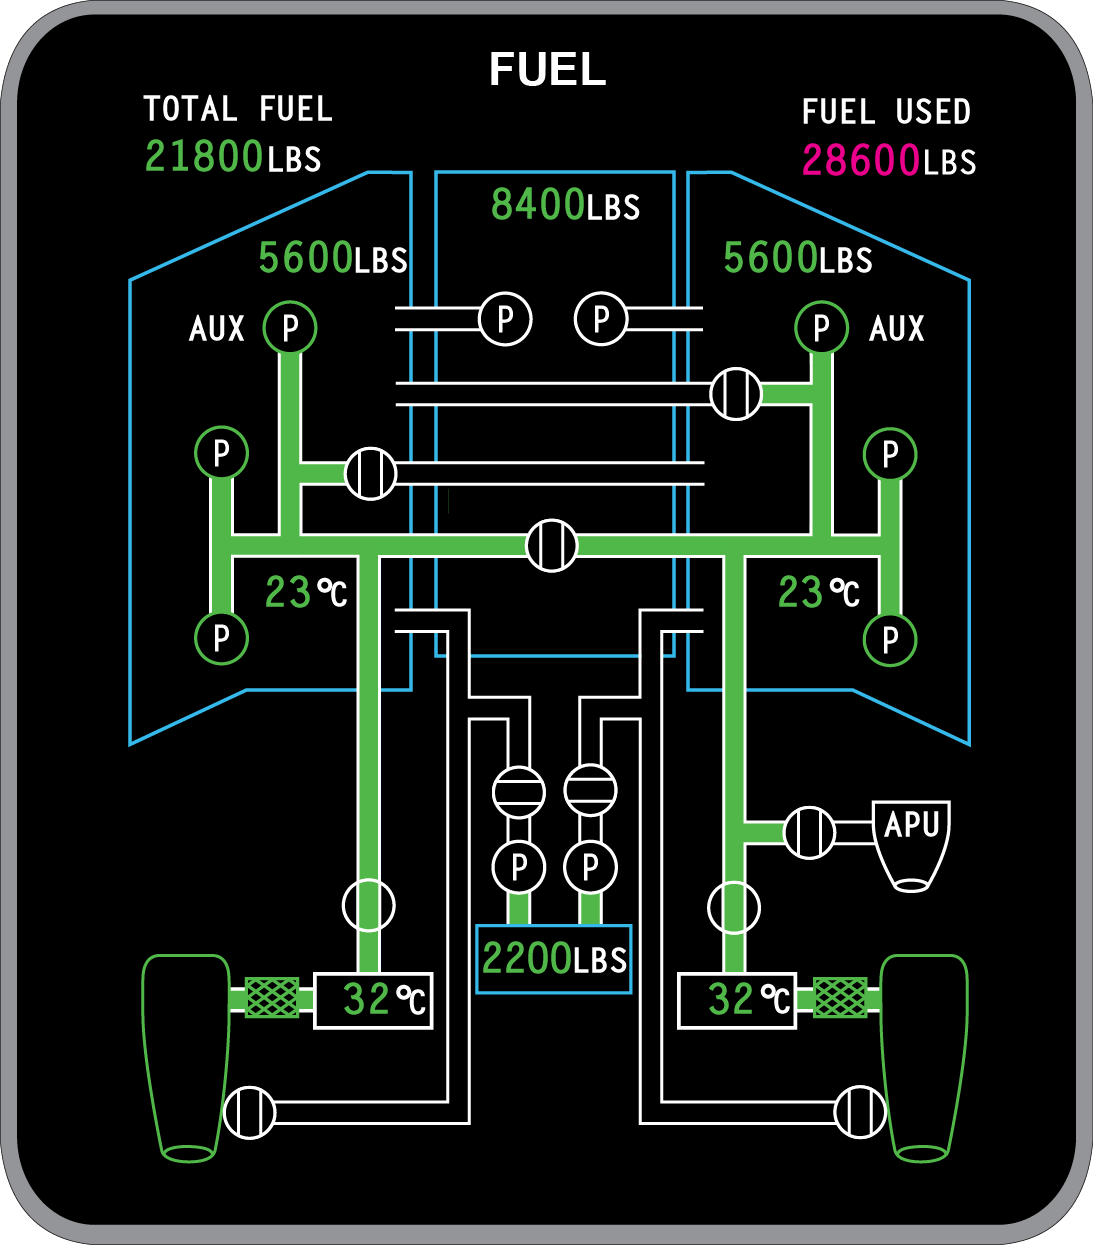 FUEL
TOTAL FUEL
21800LBS
FUEL USED
28600LBS
8400LBS
5600LBS
5600LBS
AUX
P
P
P
P
AUX
P
P
23°C
23°C
P
P
APU
P
P
2200LBS
32°C
32°C